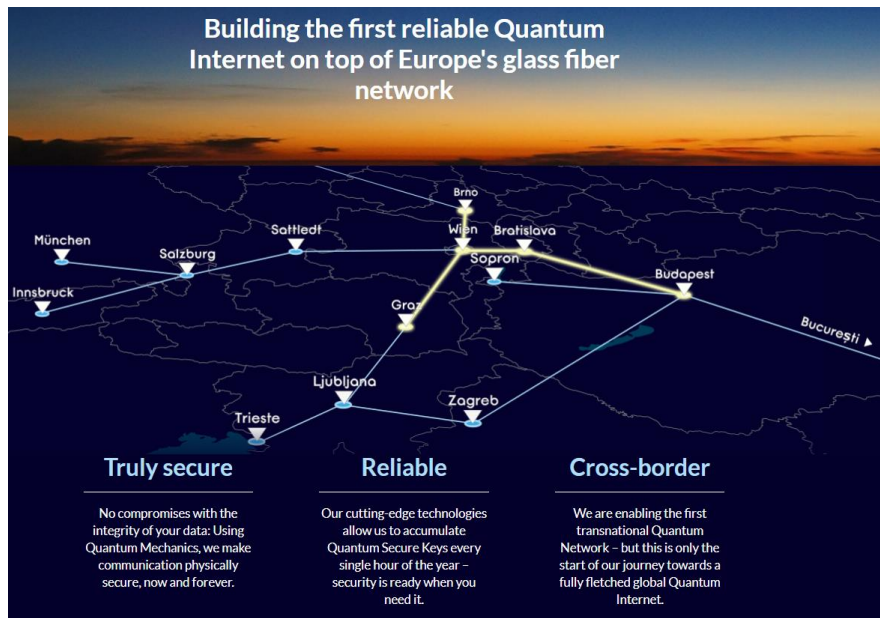 Building the first reliable Quantum
Internet on top of Europe's glass fiber
network
Brno
Wien
Bratislava
Sattledt
München
Salzburg
Sopron
Budapest
Innsbruck
Graz
București
Ljubljana
Zagreb
Trieste
Truly secure
No compromises with the
integrity of your data: Using
Quantum Mechanics, we make
communication physically
secure, now and forever.
Reliable
Our cutting-edge technologies
allow us to accumulate
Quantum Secure Keys every
single hour of the year –
security is ready when you
need it.
Cross-border
We are enabling the first
transnational Quantum
Network – but this is only the
start of our journey towards a
fully fletched global Quantum
Internet.